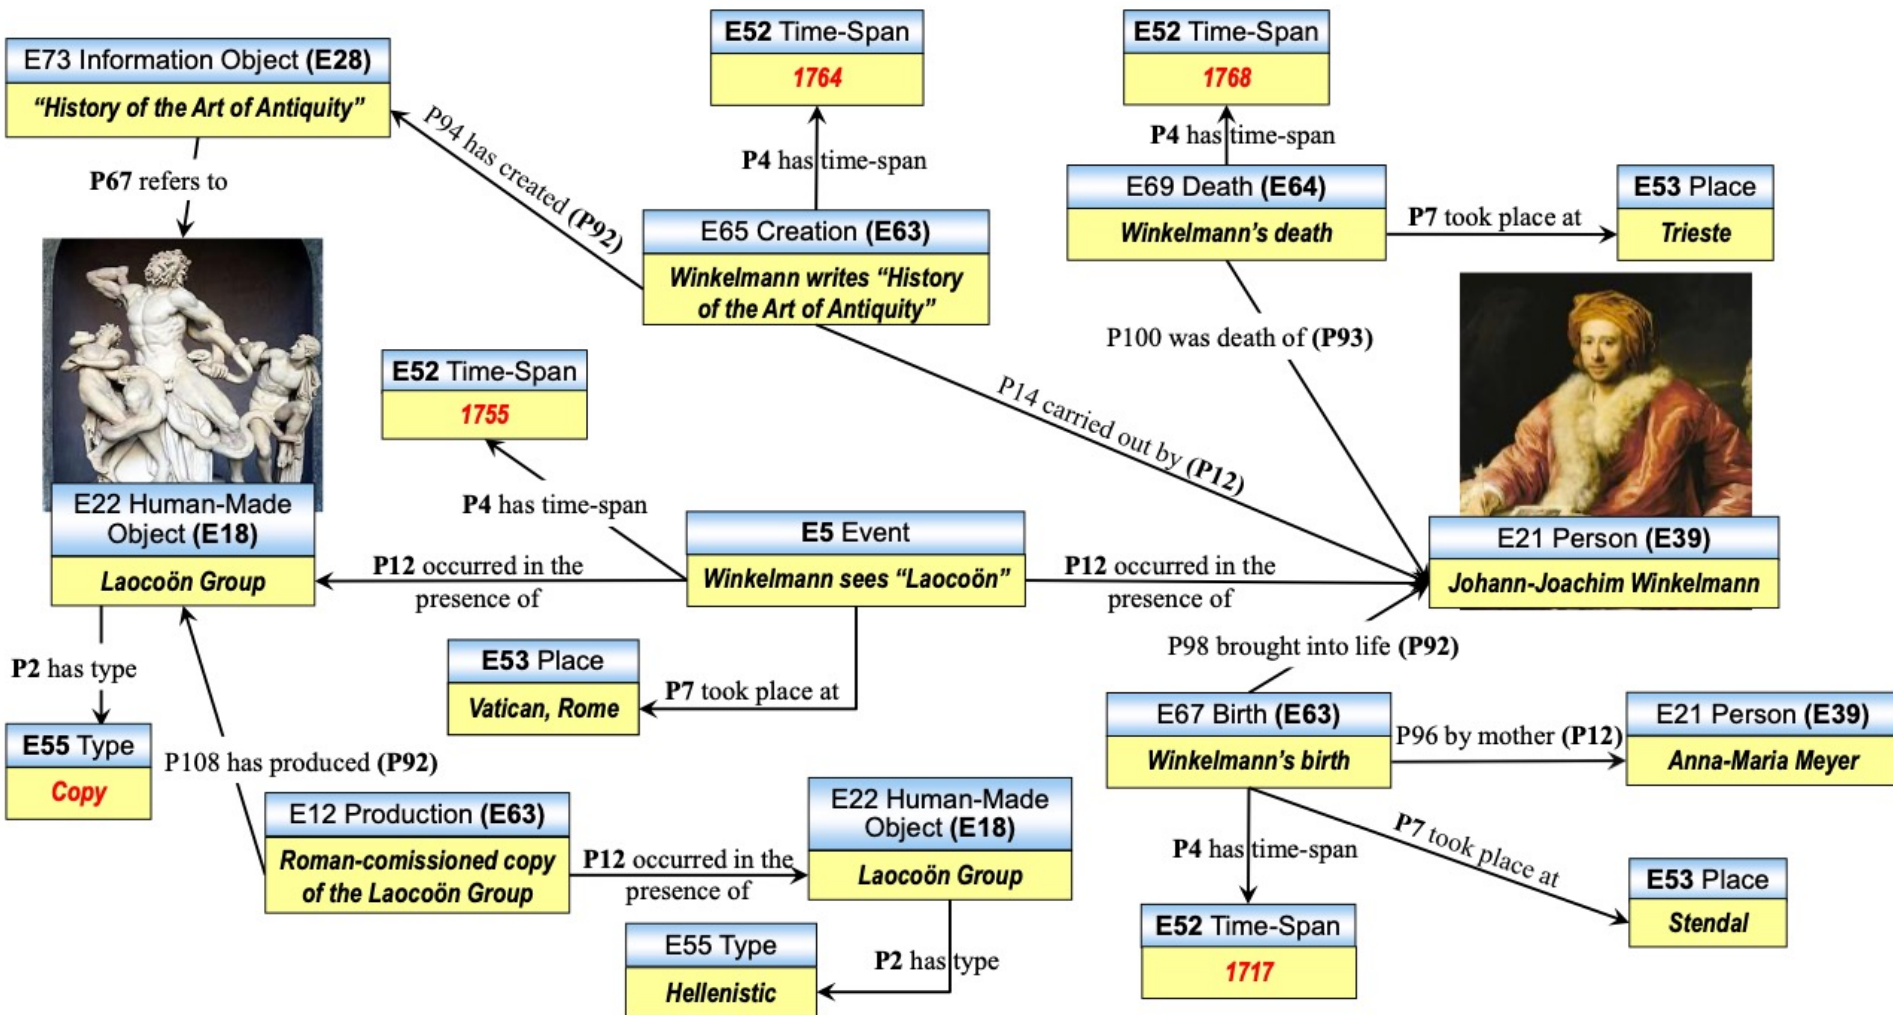 E52 Time-Span
1764
E52 Time-Span
1768
E73 Information Object (E28)
“History of the Art of Antiquity”
P94 has created (P92)
P4 has time-span
P4 has time-span
P67 refers to
E69 Death (E64)
Winkelmann’s death
P7 took place at
E53 Place
Trieste
E65 Creation (E63)
Winkelmann writes “History
of the Art of Antiquity”
P100 was death of (P93)
E52 Time-Span
1755
P14 carried out by (P12)
P4 has time-span
E22 Human-Made
Object (E18)
Laocoön Group
P12 occurred in the
presence of
E5 Event
Winkelmann sees “Laocoön”
P12 occurred in the
presence of
E21 Person (E39)
Johann-Joachim Winkelmann
P2 has type
E53 Place
Vatican, Rome
P7 took place at
P98 brought into life (P92)
E67 Birth (E63)
Winkelmann’s birth
P96 by mother (P12)
E21 Person (E39)
Anna-Maria Meyer
E55 Type
Copy
P108 has produced (P92)
E12 Production (E63)
Roman-comissioned copy
of the Laocoön Group
P12 occurred in the
presence of
E22 Human-Made
Object (E18)
Laocoön Group
P4 has time-span
P7 took place at
E53 Place
Stendal
E55 Type
Hellenistic
P2 has type
E52 Time-Span
1717